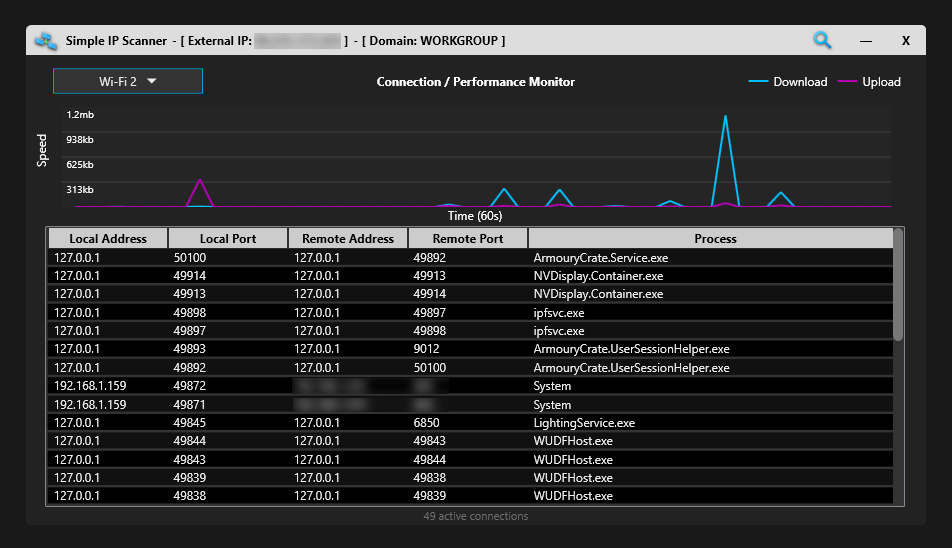 Simple IP Scanner - [ External IP: ] - [ Domain: WORKGROUP ] — X
Wi-Fi 2 Connection / Performance Monitor Download Upload
1.2mb
938kb
Speed
625kb
313kb
Time (60s)
Local Address Local Port Remote Address Remote Port Process
127.0.0.1 50100 127.0.0.1 49892 ArmouryCrate.Service.exe
127.0.0.1 49914 127.0.0.1 49913 NVDisplay.Container.exe
127.0.0.1 49913 127.0.0.1 49914 NVDisplay.Container.exe
127.0.0.1 49898 127.0.0.1 49897 ipfsvc.exe
127.0.0.1 49897 127.0.0.1 49898 ipfsvc.exe
127.0.0.1 49893 127.0.0.1 9012 ArmouryCrate.UserSessionHelper.exe
127.0.0.1 49892 127.0.0.1 50100 ArmouryCrate.UserSessionHelper.exe
192.168.1.159 49872 System
192.168.1.159 49871 System
127.0.0.1 49845 127.0.0.1 6850 LightingService.exe
127.0.0.1 49844 127.0.0.1 49843 WUDFHost.exe
127.0.0.1 49843 127.0.0.1 49844 WUDFHost.exe
127.0.0.1 49839 127.0.0.1 49838 WUDFHost.exe
127.0.0.1 49838 127.0.0.1 49839 WUDFHost.exe
49 active connections